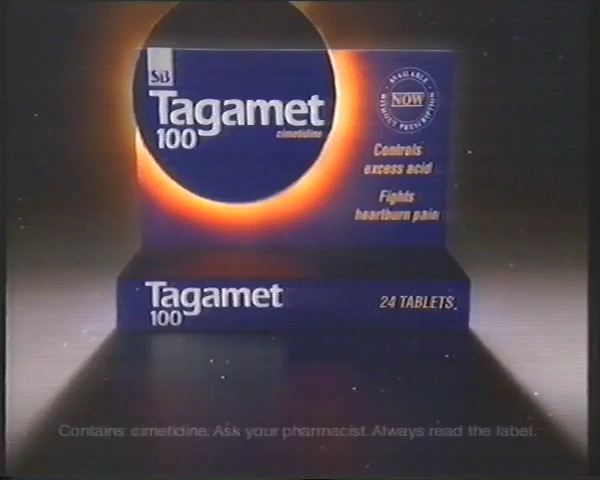 SB
Tagamet
100
cimetidine
AVAILABLE
NOW
WITHOUT PRESCRIPTION
Controls
excess acid
Fights
heartburn pain
Tagamet
100
24 TABLETS
Contains cimetidine. Ask your pharmacist. Always read the label.